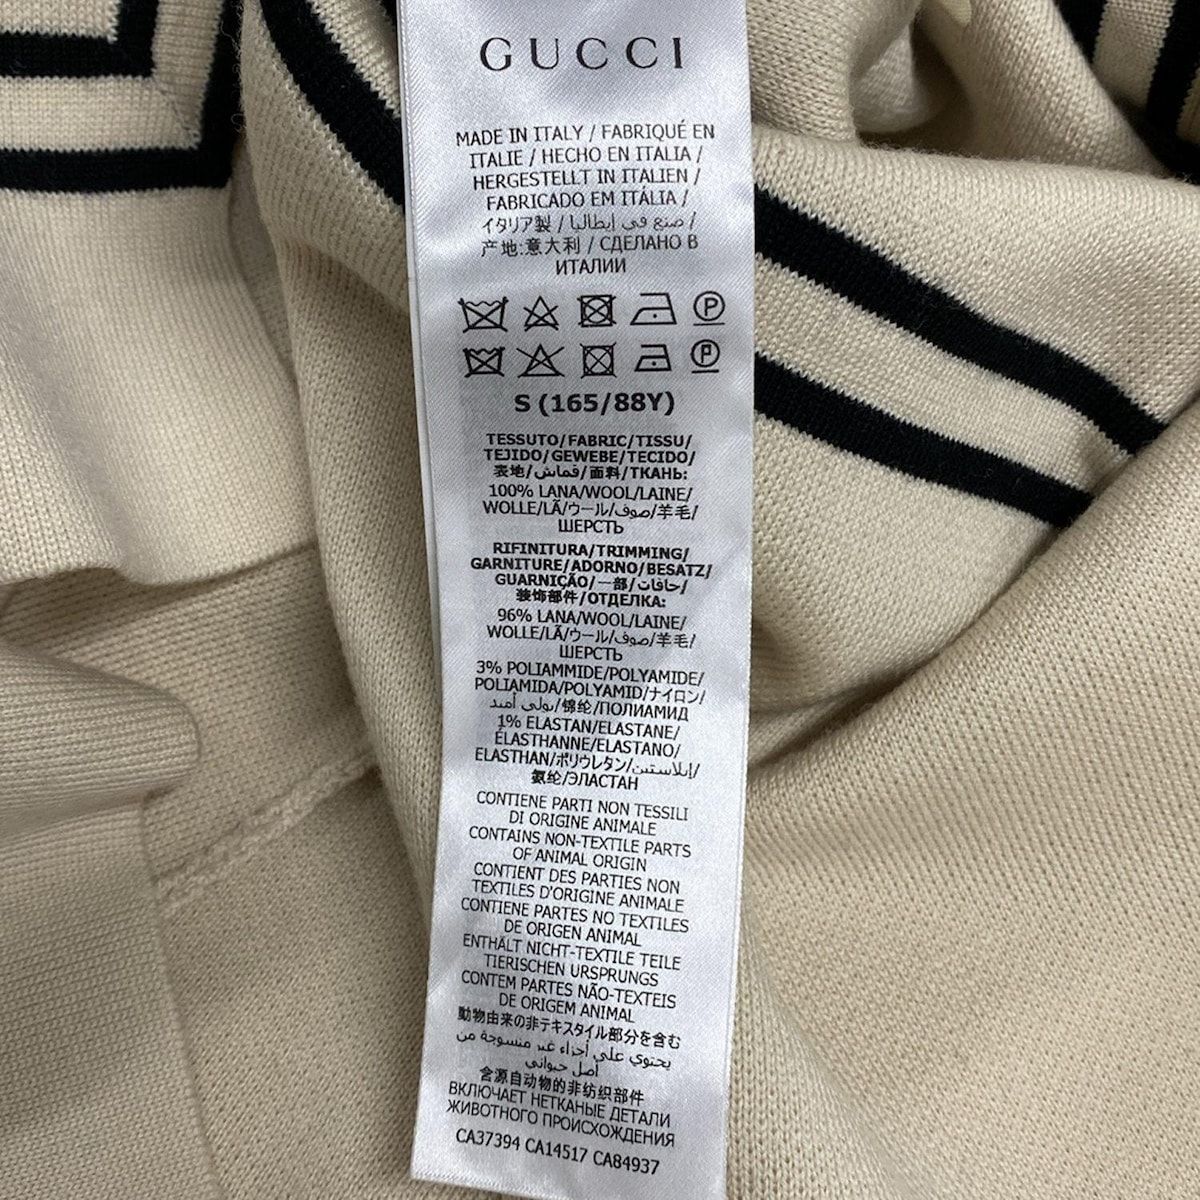 GUCCI
MADE IN ITALY / FABRIQUÉ EN
ITALIE / HECHO EN ITALIA /
HERGESTELLT IN ITALIEN /
FABRICADO EM ITÁLIA /
イタリア製 / صنع في إيطاليا /
产地:意大利 / СДЕЛАНО В
ИТАЛИИ
P
P
S (165/88Y)
TESSUTO/FABRIC/TISSU/
TEJIDO/GEWEBE/TECIDO/
表地/قماش/面料/ТКАНЬ:
100% LANA/WOOL/LAINE/
WOLLE/LÃ/ウール/صوف/羊毛/
ШЕРСТЬ
RIFINITURA/TRIMMING/
GARNITURE/ADORNO/BESATZ/
GUARNIÇÃO/一部/حافات/
装饰部件/ОТДЕЛКА:
96% LANA/WOOL/LAINE/
WOLLE/LÃ/ウール/صوف/羊毛/
ШЕРСТЬ
3% POLIAMMIDE/POLYAMIDE/
POLIAMIDA/POLYAMID/ナイロン/
بولي أميد/锦纶/ПОЛИАМИД
1% ELASTAN/ELASTANE/
ÉLASTHANNE/ELASTANO/
ELASTHAN/ポリウレタン/إيلاستين/
氨纶/ЭЛАСТАН
CONTIENE PARTI NON TESSILI
DI ORIGINE ANIMALE
CONTAINS NON-TEXTILE PARTS
OF ANIMAL ORIGIN
CONTIENT DES PARTIES NON
TEXTILES D'ORIGINE ANIMALE
CONTIENE PARTES NO TEXTILES
DE ORIGEN ANIMAL
ENTHÄLT NICHT-TEXTILE TEILE
TIERISCHEN URSPRUNGS
CONTEM PARTES NÃO-TEXTEIS
DE ORIGEM ANIMAL
動物由来の非テキスタイル部分を含む
يحتوي على أجزاء غير منسوجة من
أصل حيواني
含源自动物的非纺织部件
ВКЛЮЧАЕТ НЕТКАНЫЕ ДЕТАЛИ
ЖИВОТНОГО ПРОИСХОЖДЕНИЯ
CA37394 CA14517 CA84937